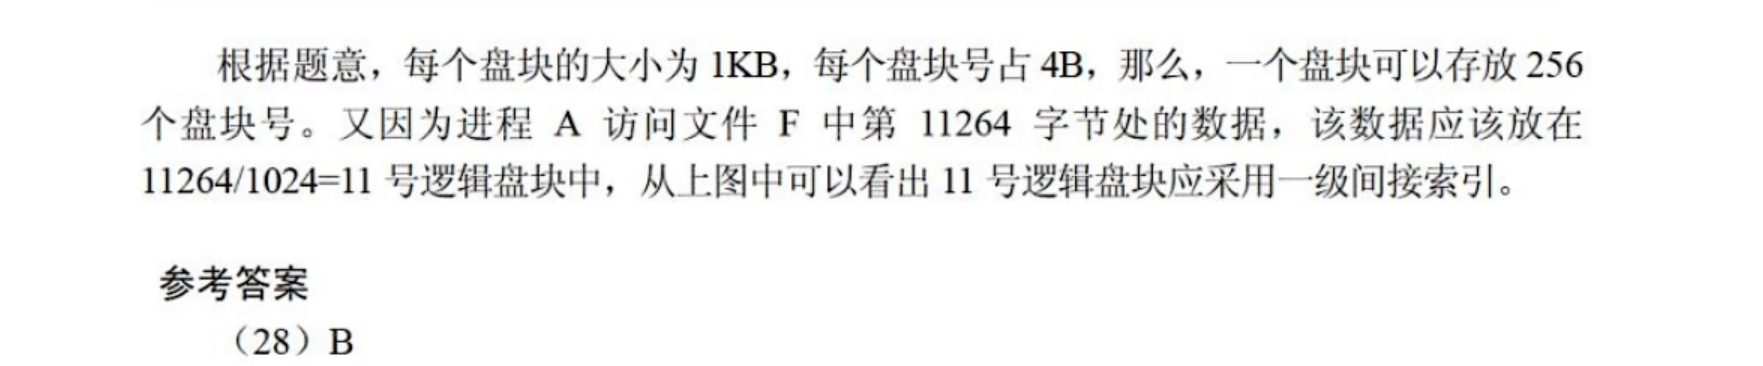 根据题意，每个盘块的大小为 1KB，每个盘块号占 4B，那么，一个盘块可以存放 256
个盘块号。又因为进程 A 访问文件 F 中第 11264 字节处的数据，该数据应该放在
11264/1024=11 号逻辑盘块中，从上图中可以看出 11 号逻辑盘块应采用一级间接索引。
参考答案
（28）B